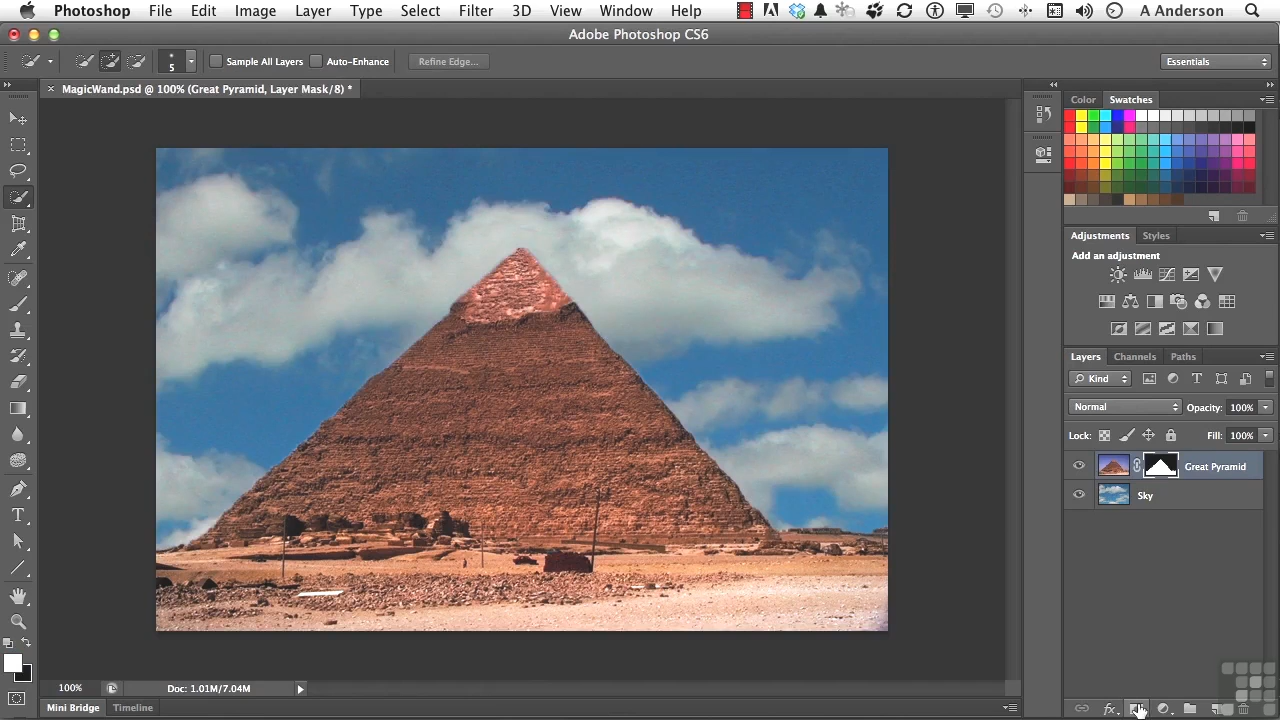 Photoshop File Edit Image Layer Type Select Filter 3D View Window Help A Anderson
Adobe Photoshop CS6
5 Sample All Layers Auto-Enhance Refine Edge... Essentials
MagicWand.psd @ 100% (Great Pyramid, Layer Mask/8) *
Color Swatches
Adjustments Styles
Add an adjustment
Layers Channels Paths
Kind
Normal Opacity: 100%
Lock: Fill: 100%
Great Pyramid
Sky
100% Doc: 1.01M/7.04M
Mini Bridge Timeline
fx